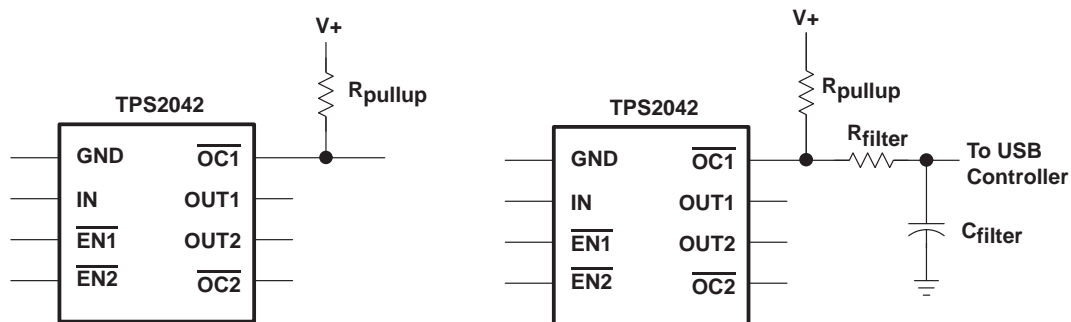 V+
Rpullup
TPS2042
GND
OC1
IN
OUT1
EN1
OUT2
EN2
OC2
V+
Rpullup
TPS2042
Rfilter
GND
OC1
To USB
Controller
IN
OUT1
EN1
OUT2
Cfilter
EN2
OC2